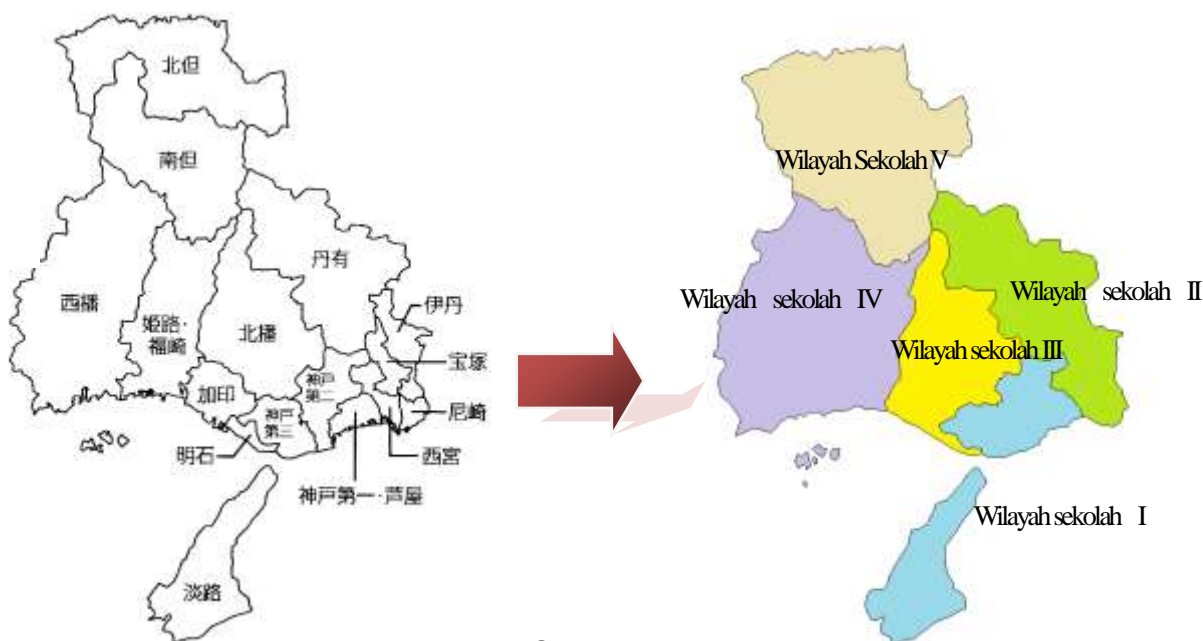 北但
南但
丹有
西播
姫路・
福崎
北播
伊丹
宝塚
加印
神戸
第二
神戸
第三
尼崎
明石
西宮
神戸第一・芦屋
淡路
Wilayah Sekolah V
Wilayah sekolah IV
Wilayah sekolah II
Wilayah sekolah III
Wilayah sekolah I